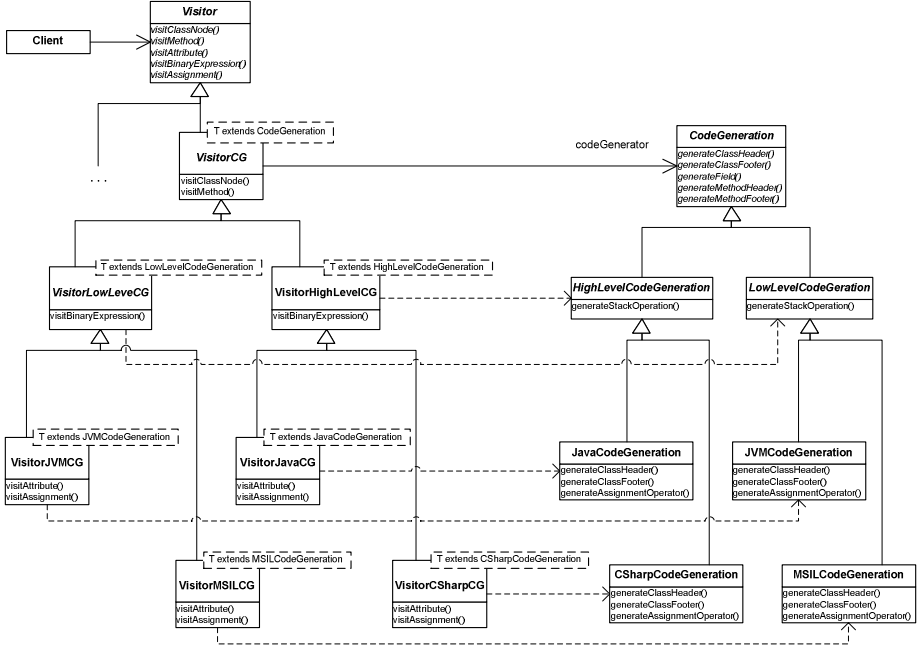 Visitor
visitClassNode()
visitMethod()
visitAttribute()
visitBinaryExpression()
visitAssignment()
Client
. . .
T extends CodeGeneration
VisitorCG
visitClassNode()
visitMethod()
codeGenerator
CodeGeneration
generateClassHeader()
generateClassFooter()
generateField()
generateMethodHeader()
generateMethodFooter()
T extends LowLevelCodeGeneration
VisitorLowLeveCG
visitBinaryExpression()
T extends HighLevelCodeGeneration
VisitorHighLevelCG
visitBinaryExpression()
HighLevelCodeGeneration
generateStackOperation()
LowLevelCodeGeration
generateStackOperation()
T extends JVMCodeGeneration
VisitorJVMCG
visitAttribute()
visitAssignment()
T extends JavaCodeGeneration
VisitorJavaCG
visitAttribute()
visitAssignment()
JavaCodeGeneration
generateClassHeader()
generateClassFooter()
generateAssignmentOperator()
JVMCodeGeneration
generateClassHeader()
generateClassFooter()
generateAssignmentOperator()
T extends MSILCodeGeneration
VisitorMSILCG
visitAttribute()
visitAssignment()
T extends CSharpCodeGeneration
VisitorCSharpCG
visitAttribute()
visitAssignment()
CSharpCodeGeneration
generateClassHeader()
generateClassFooter()
generateAssignmentOperator()
MSILCodeGeneration
generateClassHeader()
generateClassFooter()
generateAssignmentOperator()